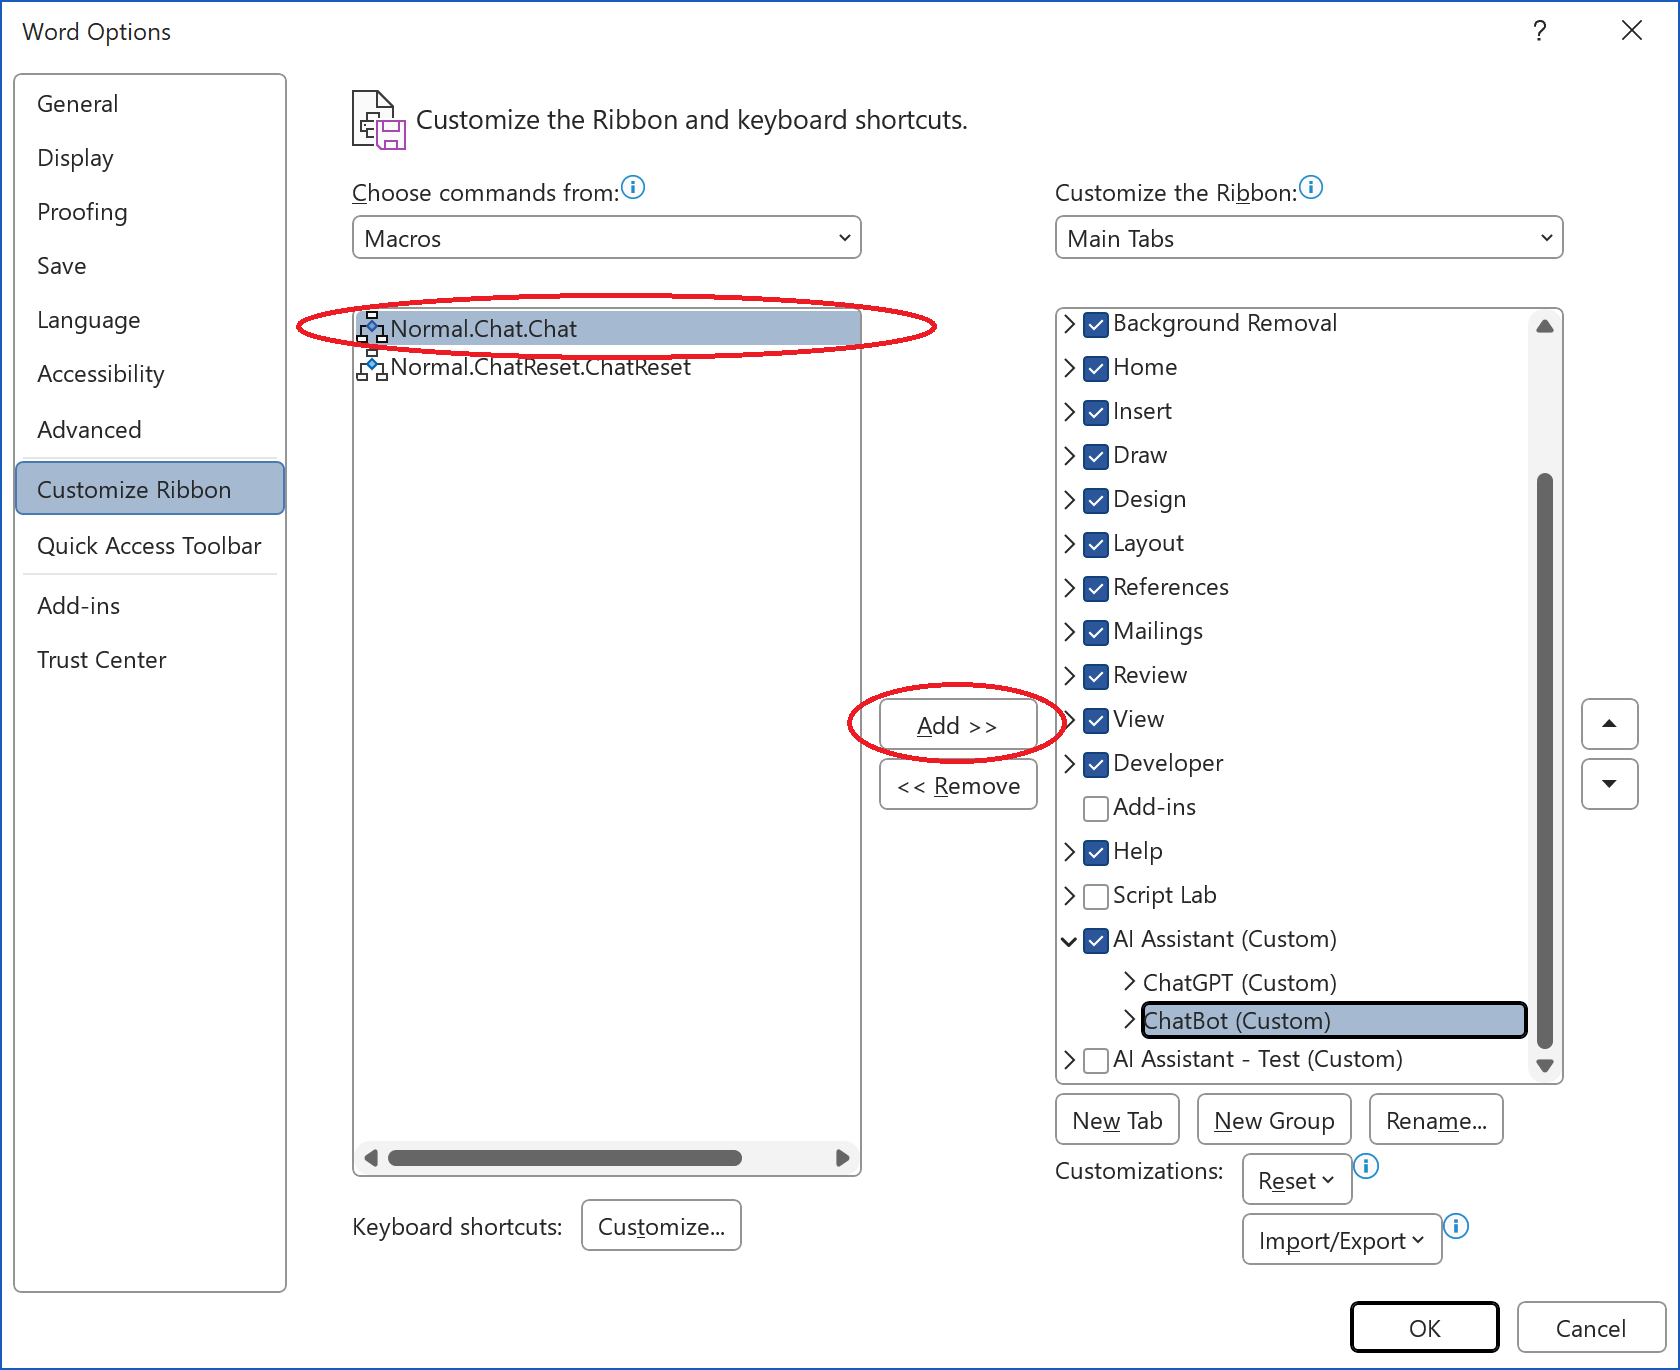 Word Options
?
General
Display
Proofing
Save
Language
Accessibility
Advanced
Customize Ribbon
Quick Access Toolbar
Add-ins
Trust Center
Customize the Ribbon and keyboard shortcuts.
Choose commands from:
Macros
Normal.Chat.Chat
Normal.ChatReset.ChatReset
Keyboard shortcuts: Customize...
Add >>
<< Remove
Customize the Ribbon:
Main Tabs
Background Removal
Home
Insert
Draw
Design
Layout
References
Mailings
Review
View
Developer
Add-ins
Help
Script Lab
AI Assistant (Custom)
ChatGPT (Custom)
ChatBot (Custom)
AI Assistant - Test (Custom)
New Tab New Group Rename...
Customizations: Reset
Import/Export
OK Cancel